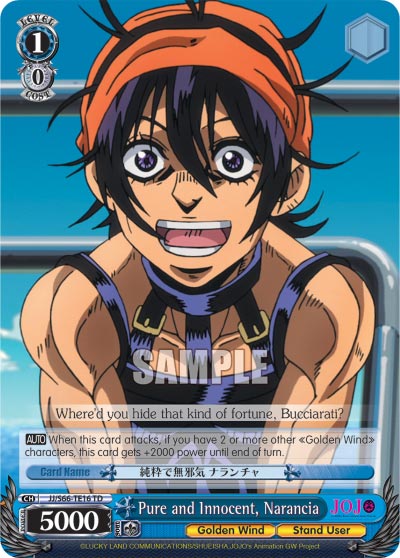 LEVEL
1
0
COST
SAMPLE
Where'd you hide that kind of fortune, Bucciarati?
AUTO When this card attacks, if you have 2 or more other «Golden Wind»
characters, this card gets +2000 power until end of turn.
Card Name 純粋で無邪気 ナランチャ
CH JJ/S66-TE16 TD
POWER 5000 SOUL Pure and Innocent, Narancia JOJO
Golden Wind Stand User
©LUCKY LAND COMMUNICATIONS/SHUEISHA,JOJO's Animation GW Project